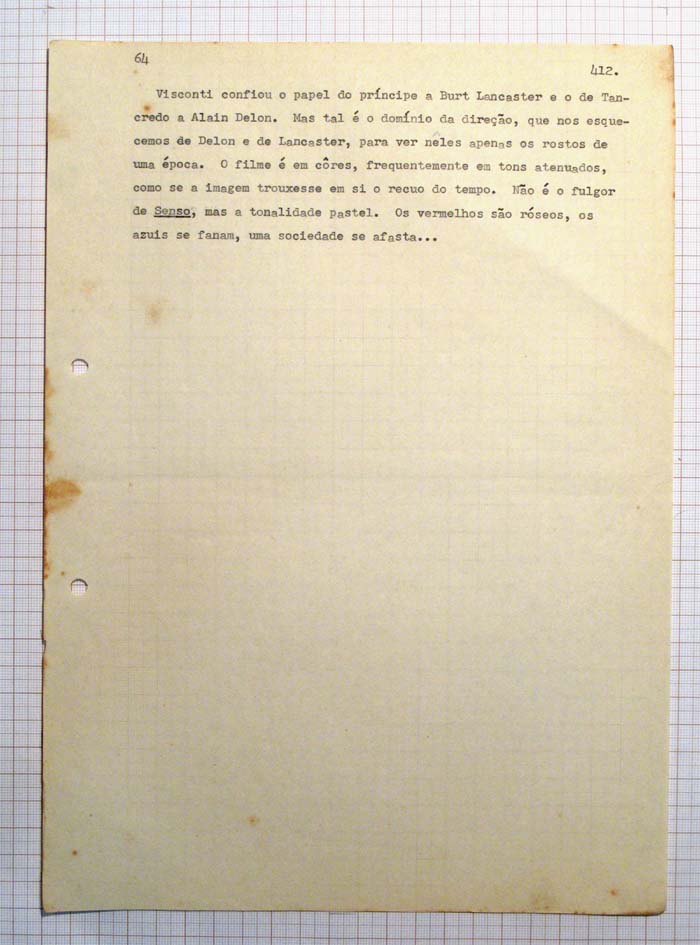 64
412.
Visconti confiou o papel do príncipe a Burt Lancaster e o de Tan-
credo a Alain Delon. Mas tal é o domínio da direção, que nos esque-
cemos de Delon e de Lancaster, para ver nêles apenas os rostos de
uma época. O filme é em côres, frequentemente em tons atenuados,
como se a imagem trouxesse em si o recuo do tempo. Não é o fulgor
de Senso, mas a tonalidade pastel. Os vermelhos são róseos, os
azuis se fanam, uma sociedade se afasta...